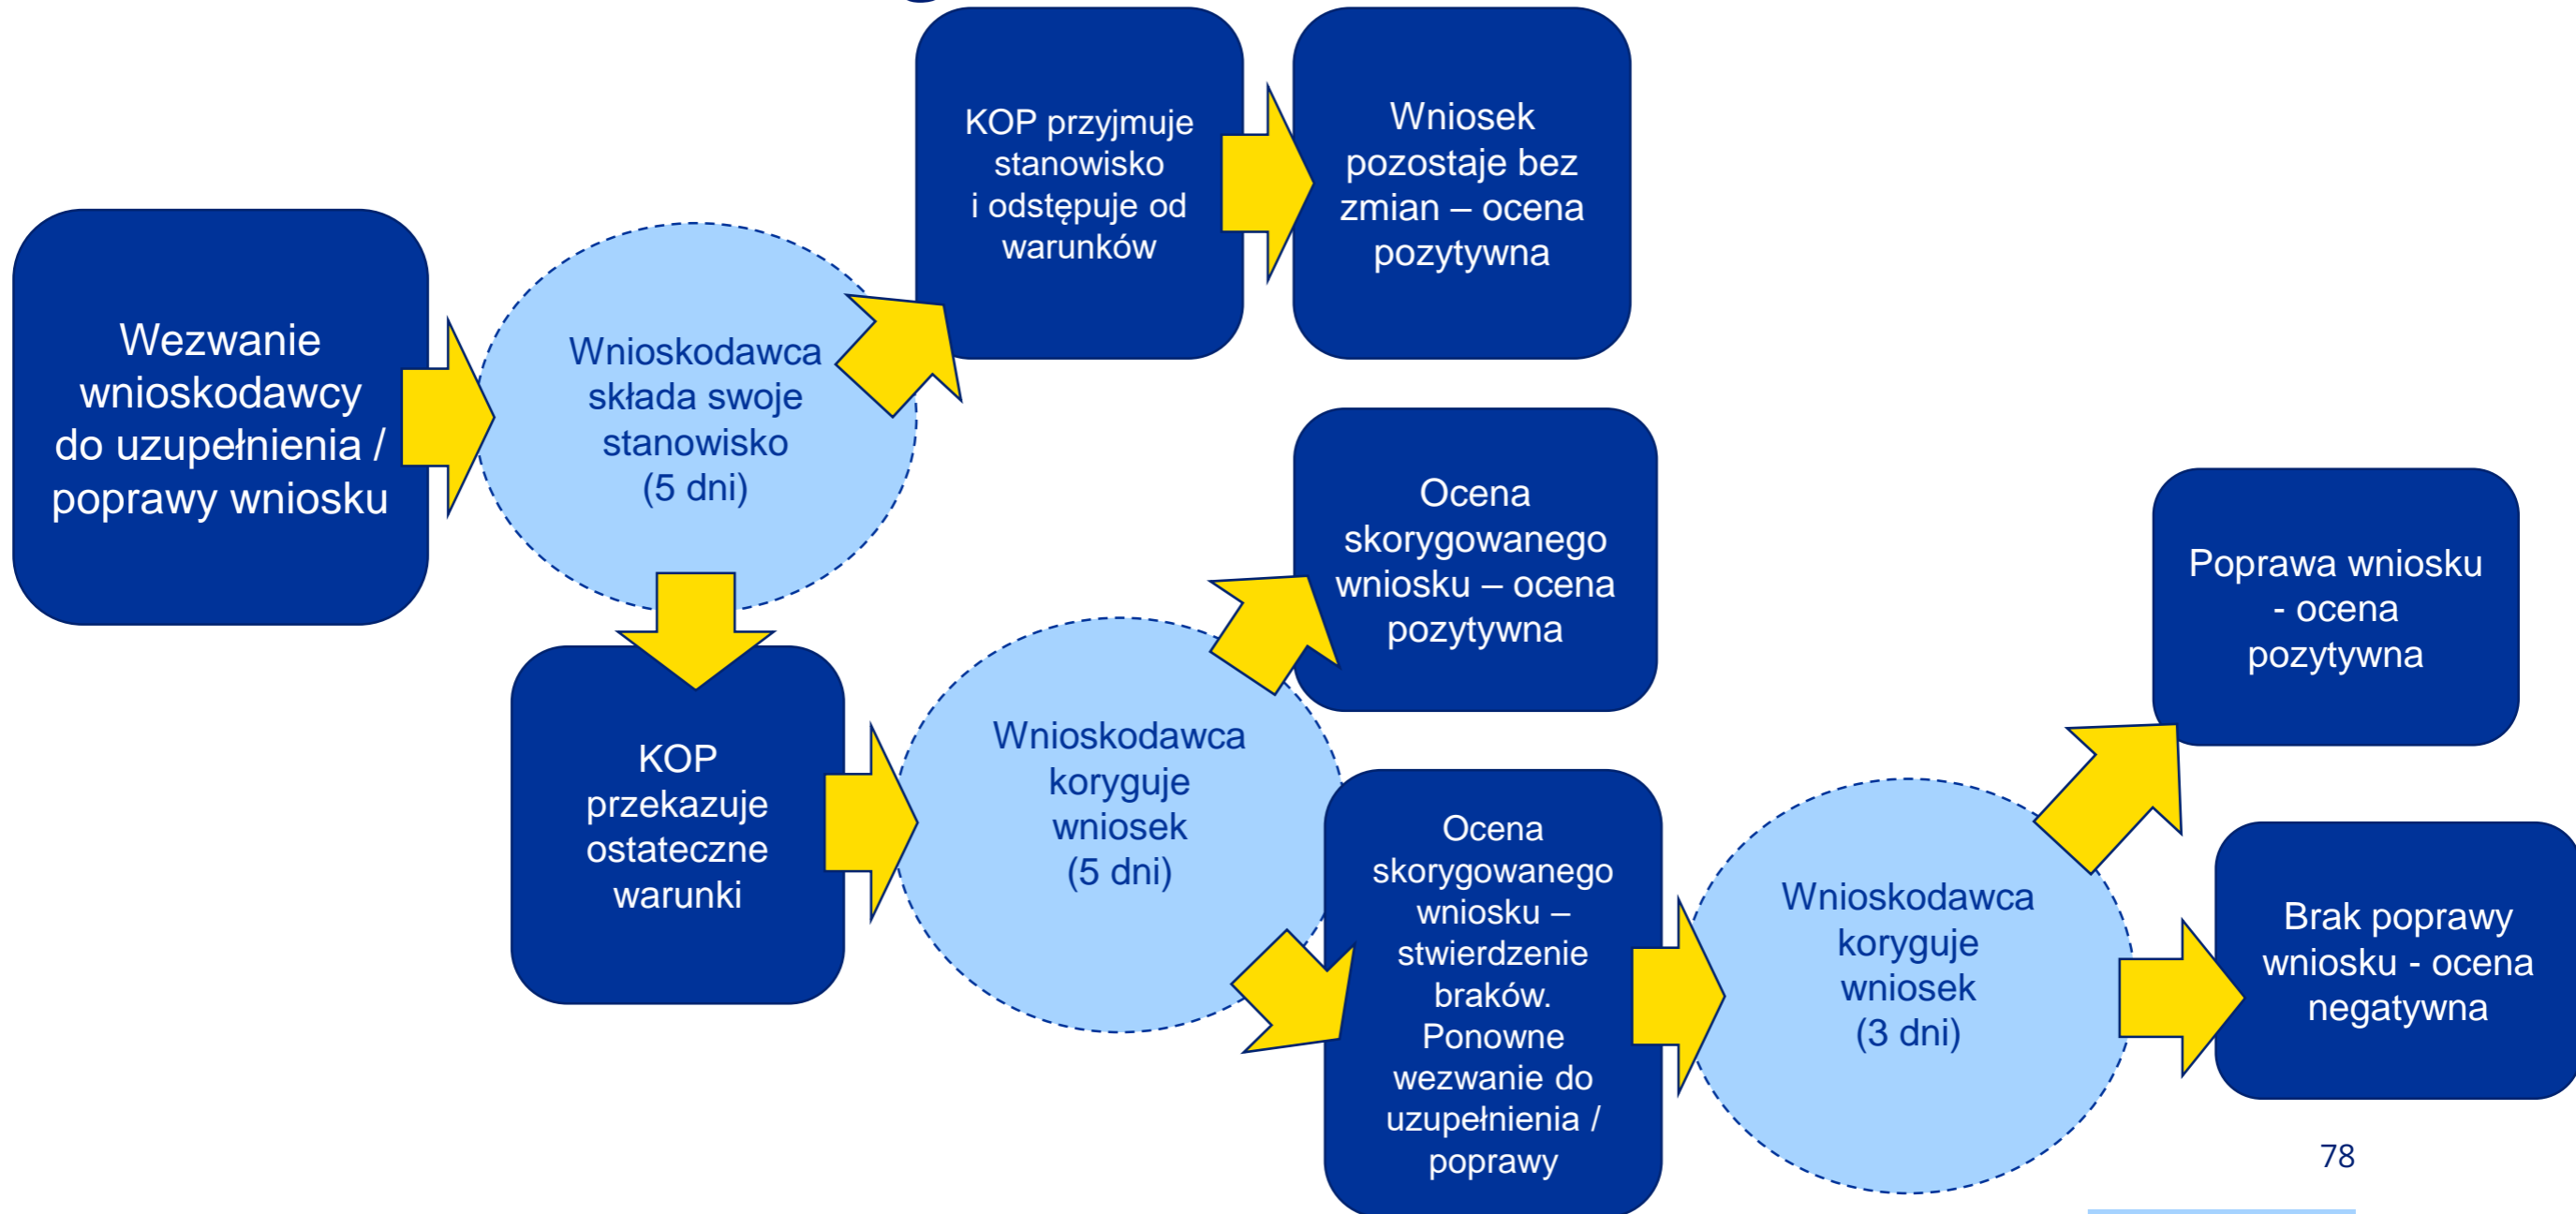 Wezwanie
wnioskodawcy
do uzupełnienia /
poprawy wniosku
Wnioskodawca
składa swoje
stanowisko
(5 dni)
KOP przyjmuje
stanowisko
i odstępuje od
warunków
Wniosek
pozostaje bez
zmian – ocena
pozytywna
KOP
przekazuje
ostateczne
warunki
Wnioskodawca
koryguje
wniosek
(5 dni)
Ocena
skorygowanego
wniosku – ocena
pozytywna
Ocena
skorygowanego
wniosku –
stwierdzenie
braków.
Ponowne
wezwanie do
uzupełnienia /
poprawy
Wnioskodawca
koryguje
wniosek
(3 dni)
Poprawa wniosku
- ocena
pozytywna
Brak poprawy
wniosku - ocena
negatywna
78